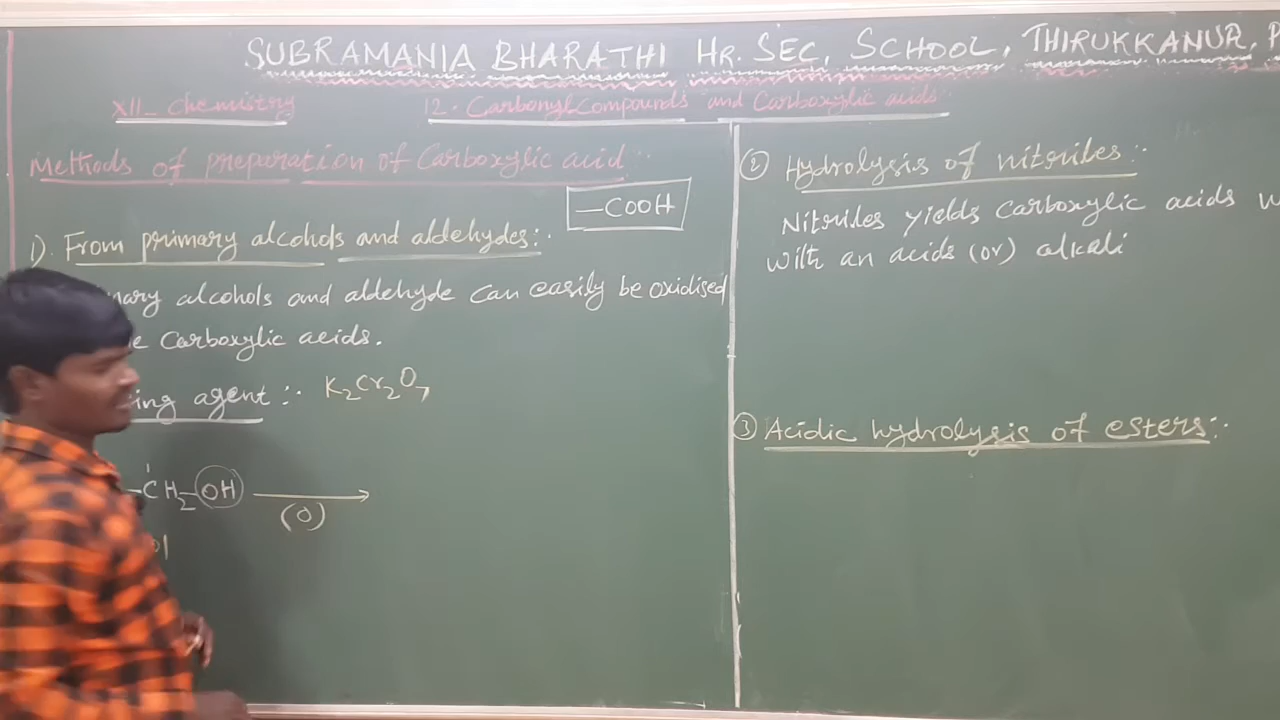 SUBRAMANIA BHARATHI HR. SEC, SCHOOL, THIRUKKANUR, P
XII_ Chemistry
12. Carbonyl Compounds and Carboxylic acids:
Methods of preparation of Carboxylic acid:-
—COOH
1). From primary alcohols and aldehydes:-
mary alcohols and aldehyde can easily be oxidised
Carboxylic acids.
ing agent :- K2Cr2O7
–CH2–OH
(O)
ol
② Hydrolysis of nitriles:-
Nitriles yields carboxylic acids w
with an acids (or) alkali
③ Acidic hydrolysis of esters:-